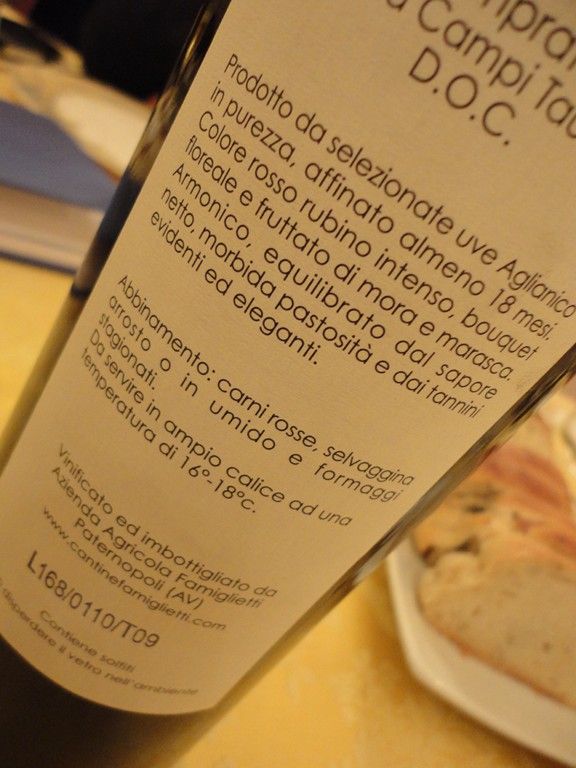 Campi Tau
D.O.C.
Prodotto da selezionate uve Aglianico
in purezza, affinato almeno 18 mesi.
Colore rosso rubino intenso, bouquet
floreale e fruttato di mora e marasca.
Armonico, equilibrato dal sapore
netto, morbida pastosità e dai tannini
evidenti ed eleganti.
Abbinamento: carni rosse, selvaggina
arrosto o in umido e formaggi
stagionati.
Da servire in ampio calice ad una
temperatura di 16°-18°c.
Vinificato ed imbottigliato da
Azienda Agricola Famiglietti
Paternopoli (AV)
www.cantinefamiglietti.com
L168/0110/T09
Contiene solfiti
disperdere il vetro nell'ambiente